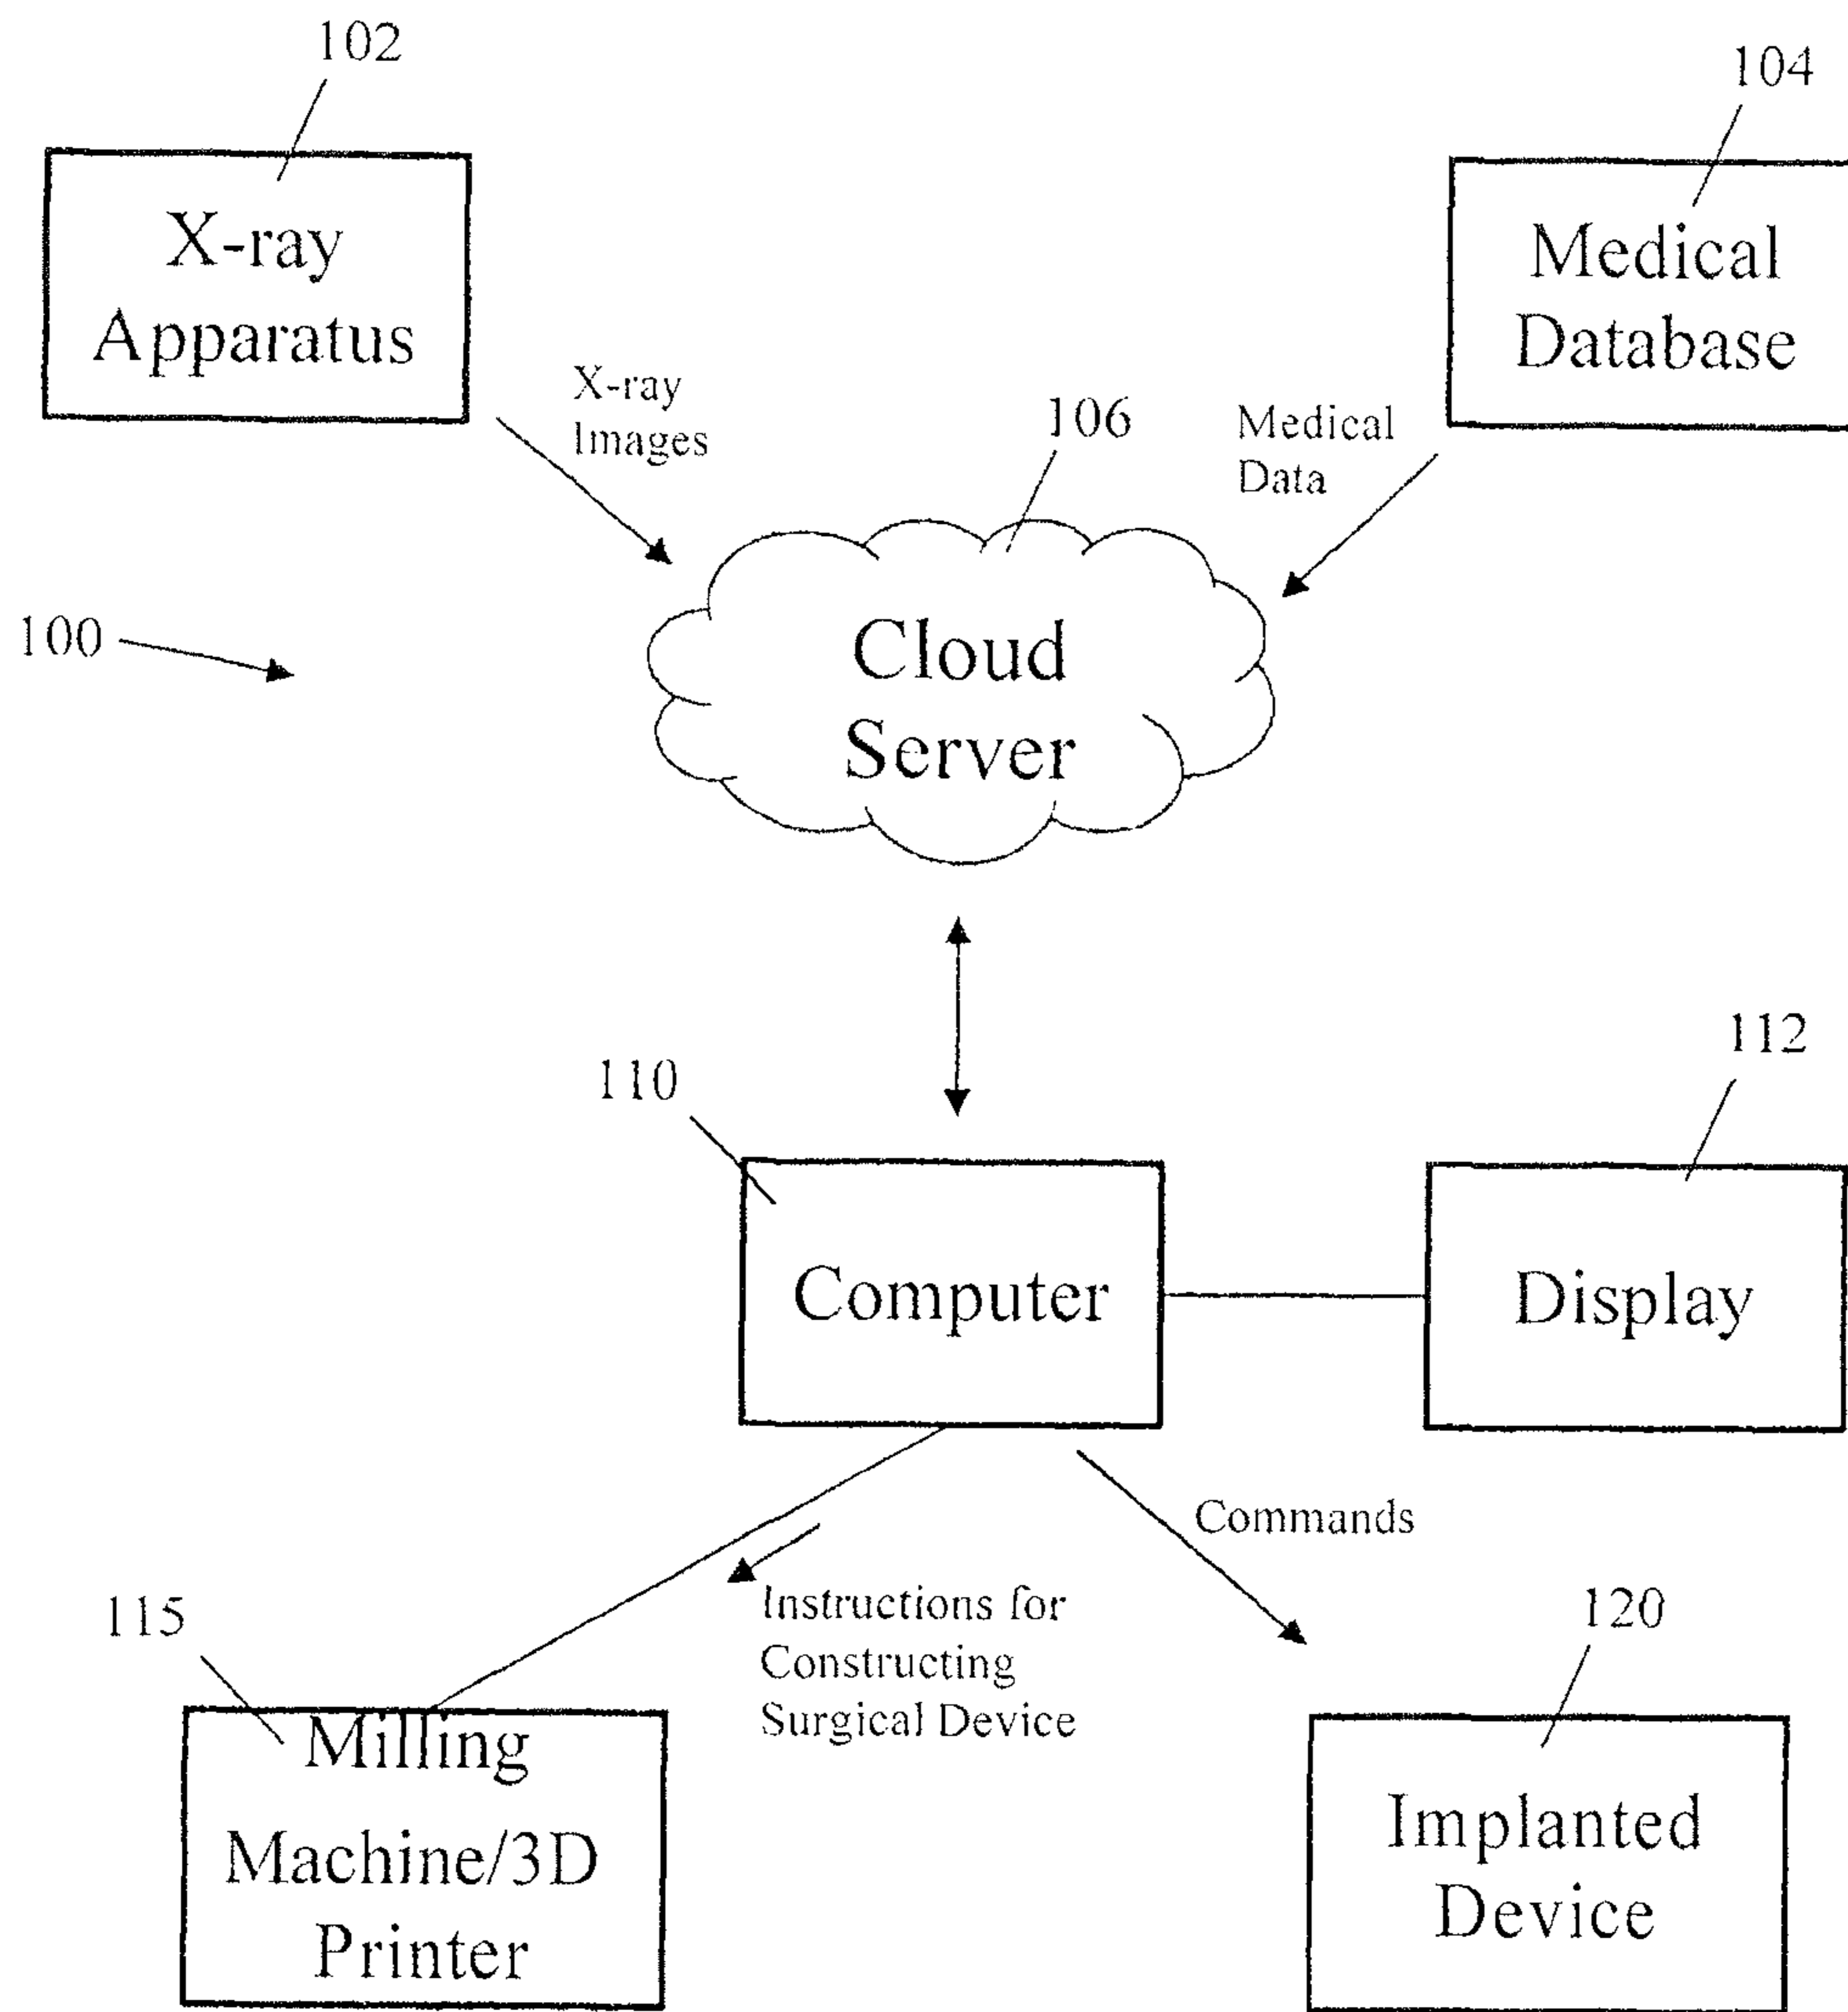 102
104
X-ray
Apparatus
Medical
Database
X-ray
Images
106
Medical
Data
100
Cloud
Server
110
112
Computer
Display
Commands
115
Instructions for
Constructing
Surgical Device
120
Milling
Machine/3D
Printer
Implanted
Device